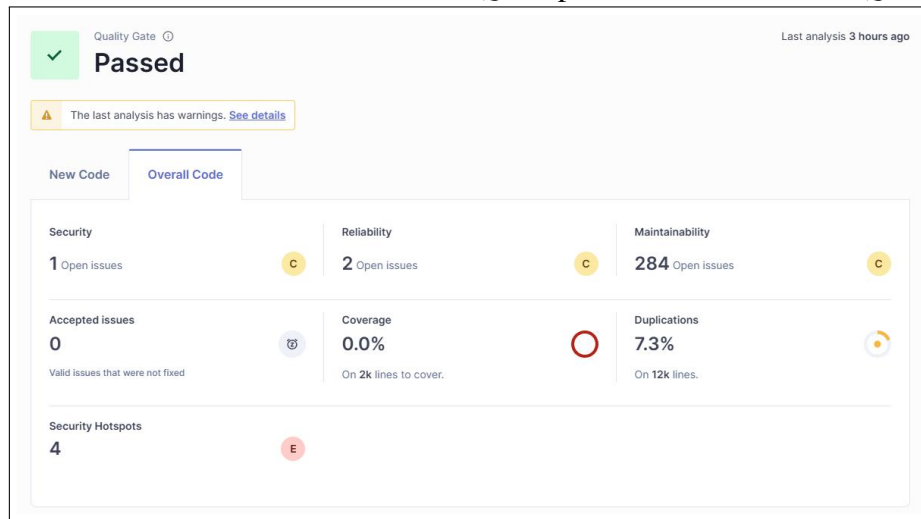 Quality Gate
Last analysis 3 hours ago
Passed
The last analysis has warnings. See details
New Code
Overall Code
Security
Reliability
Maintainability
1 Open issues
C
2 Open issues
C
284 Open issues
C
Accepted issues
Coverage
Duplications
0
0.0%
7.3%
Valid issues that were not fixed
On 2k lines to cover.
On 12k lines.
Security Hotspots
4
E